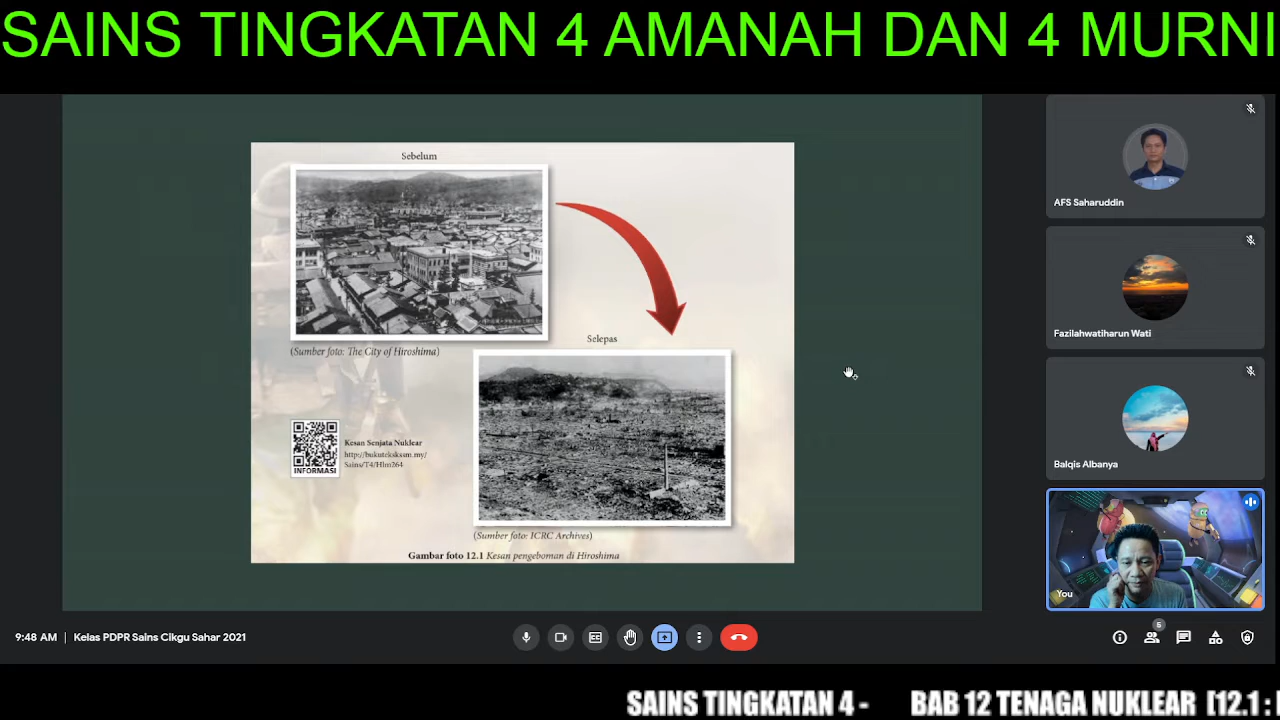 SAINS TINGKATAN 4 AMANAH DAN 4 MURNI
Sebelum
(Sumber foto: The City of Hiroshima)
Selepas
INFORMASI
Kesan Senjata Nuklear
http://bukuteksksm.my/
Sains/T4/Hlm264
(Sumber foto: ICRC Archives)
Gambar foto 12.1 Kesan pengeboman di Hiroshima
AFS Saharuddin
Fazilahwatiharun Wati
Balqis Albanya
You
9:48 AM | Kelas PDPR Sains Cikgu Sahar 2021
SAINS TINGKATAN 4 - BAB 12 TENAGA NUKLEAR [12.1 :